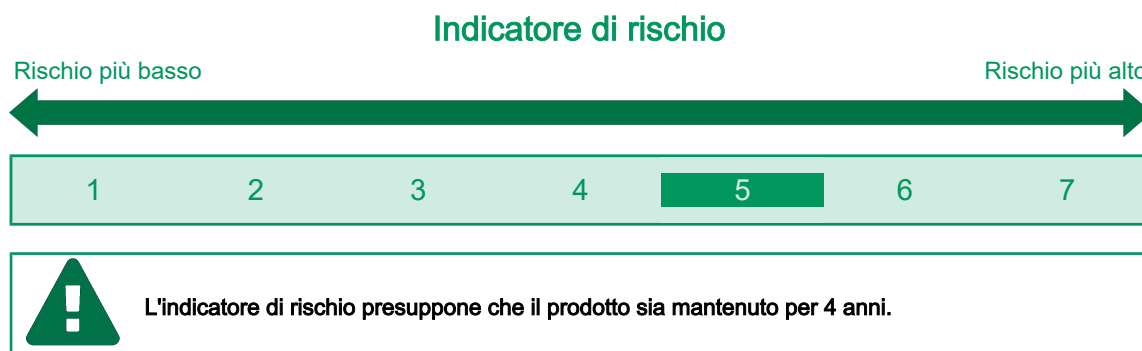 Indicatore di rischio
Rischio più basso Rischio più alto
1 2 3 4 5 6 7
L'indicatore di rischio presuppone che il prodotto sia mantenuto per 4 anni.